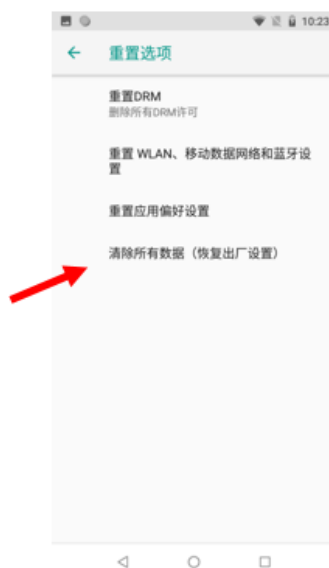 10:23
重置选项
重置DRM
删除所有DRM许可
重置 WLAN、移动数据网络和蓝牙设
置
重置应用偏好设置
清除所有数据（恢复出厂设置）